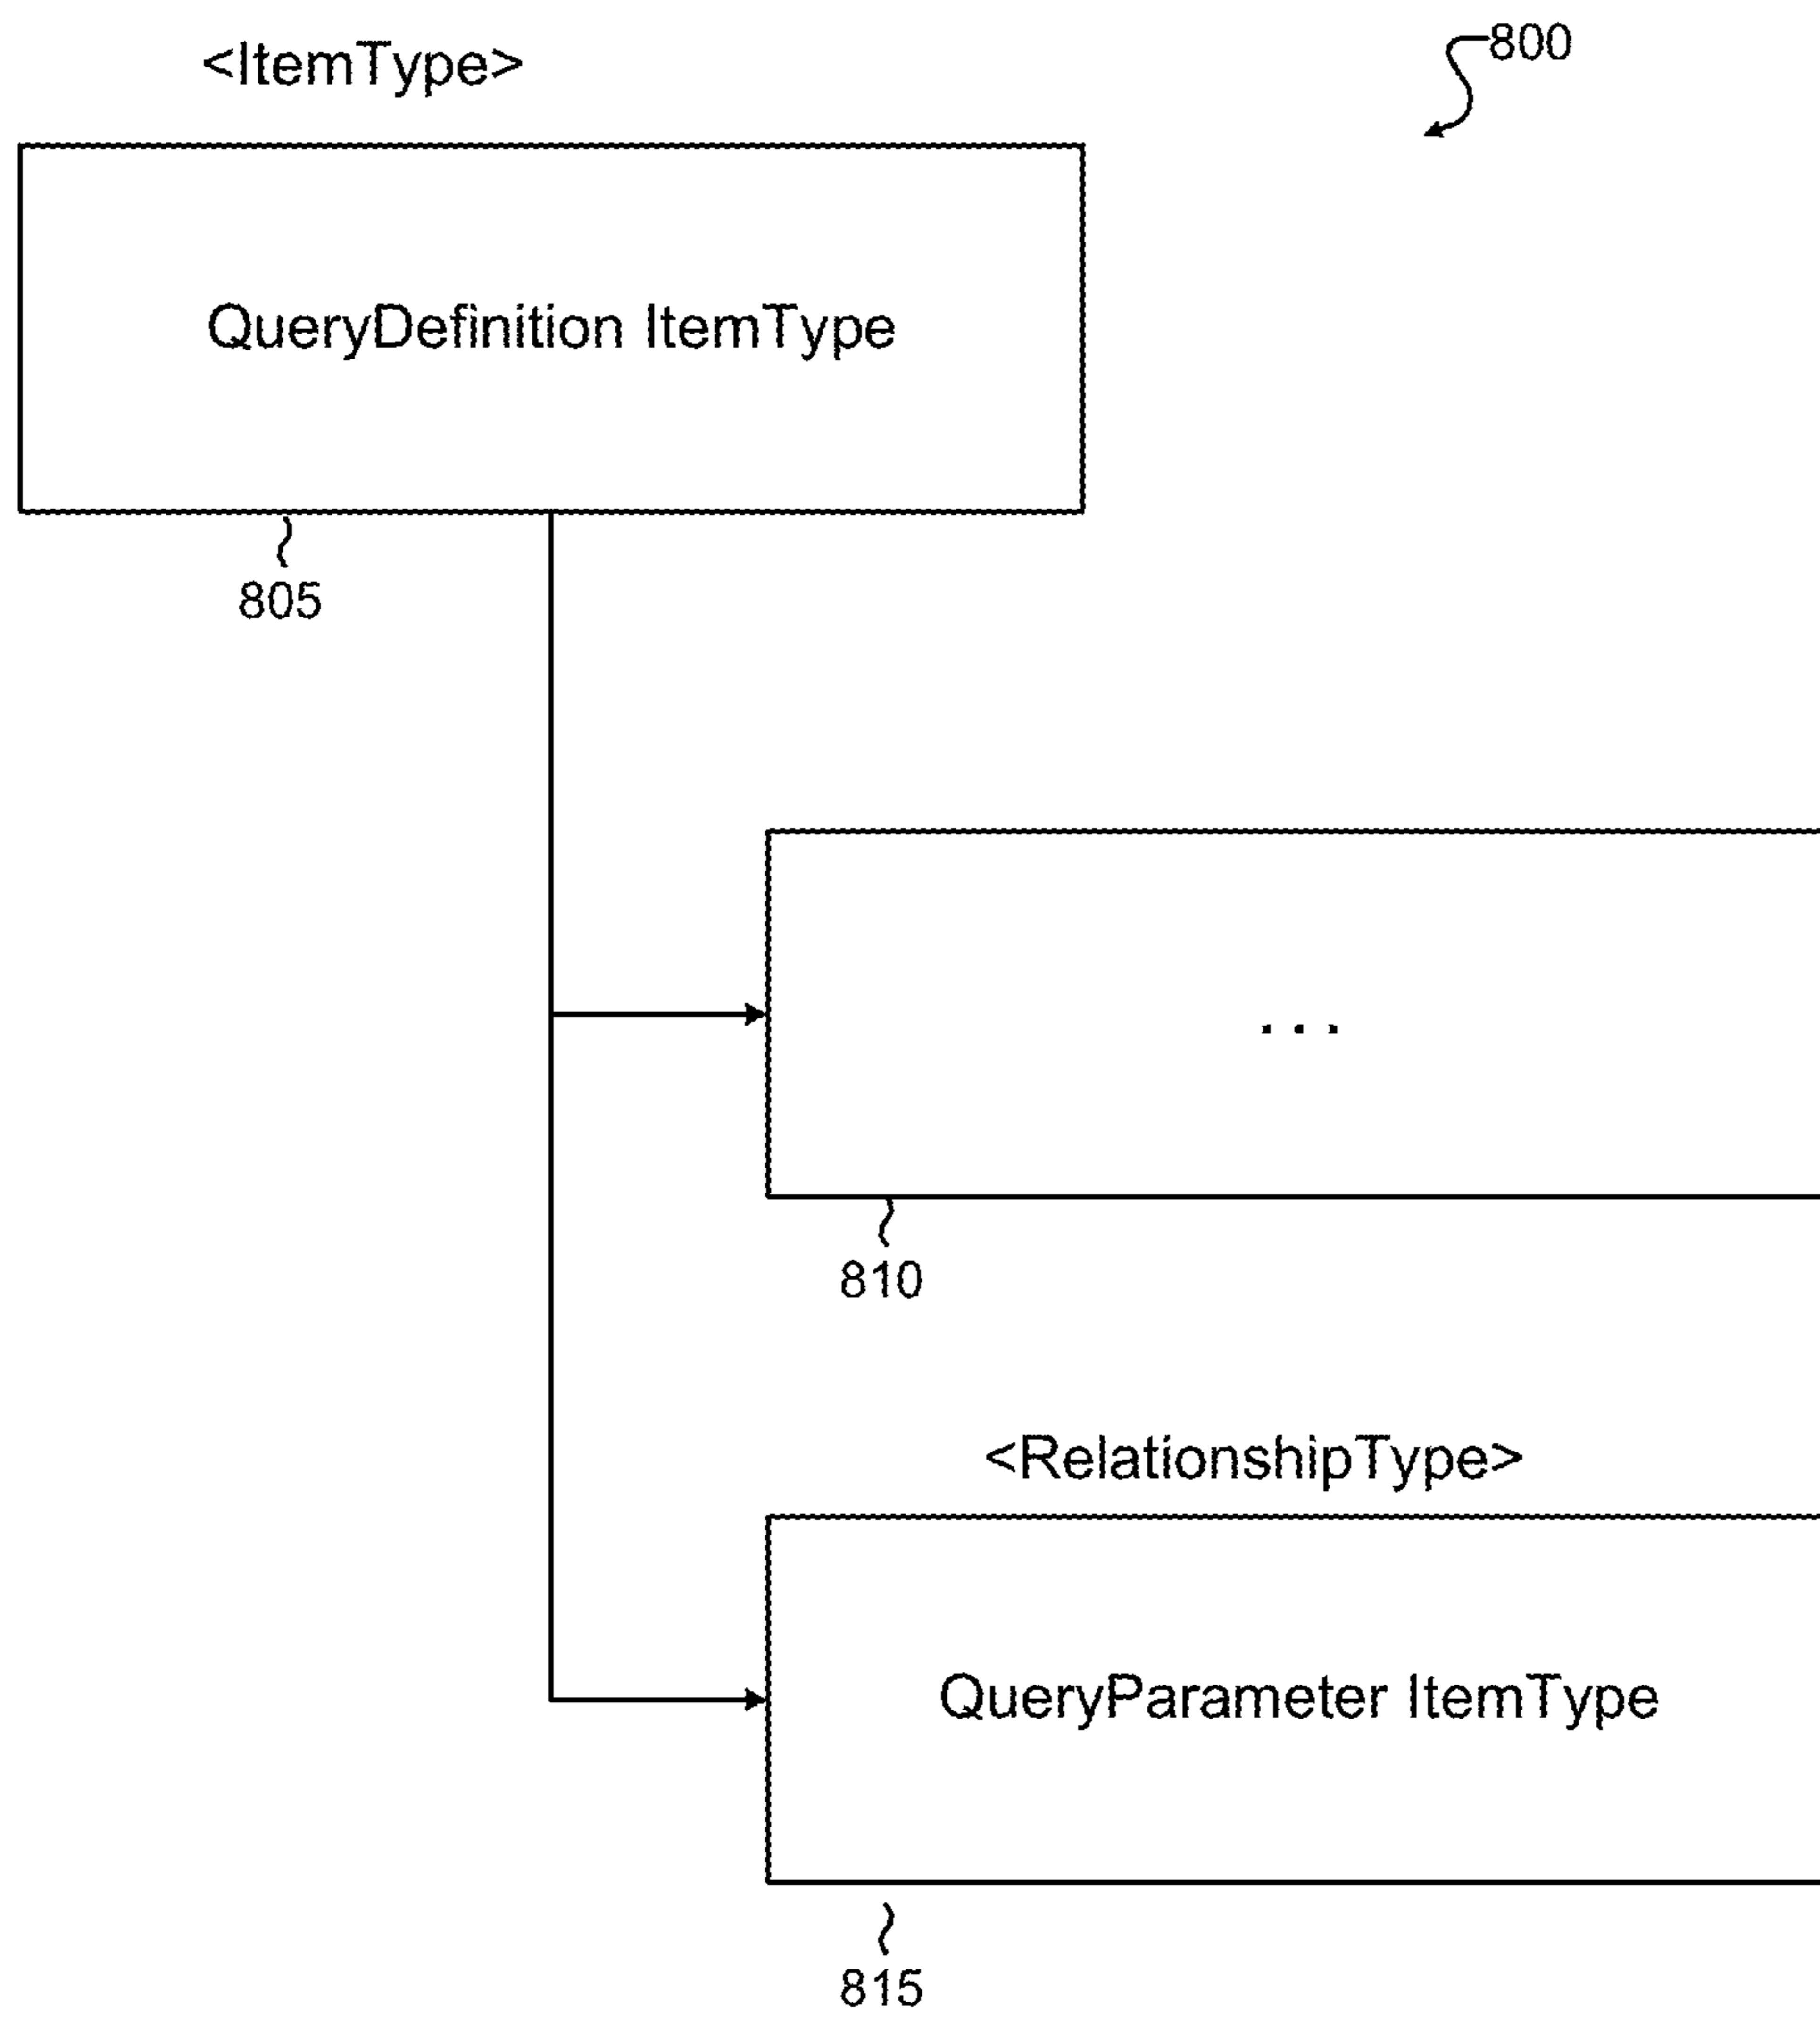 <ItemType>
800
QueryDefinition ItemType
805
...
810
<RelationshipType>
QueryParameter ItemType
815